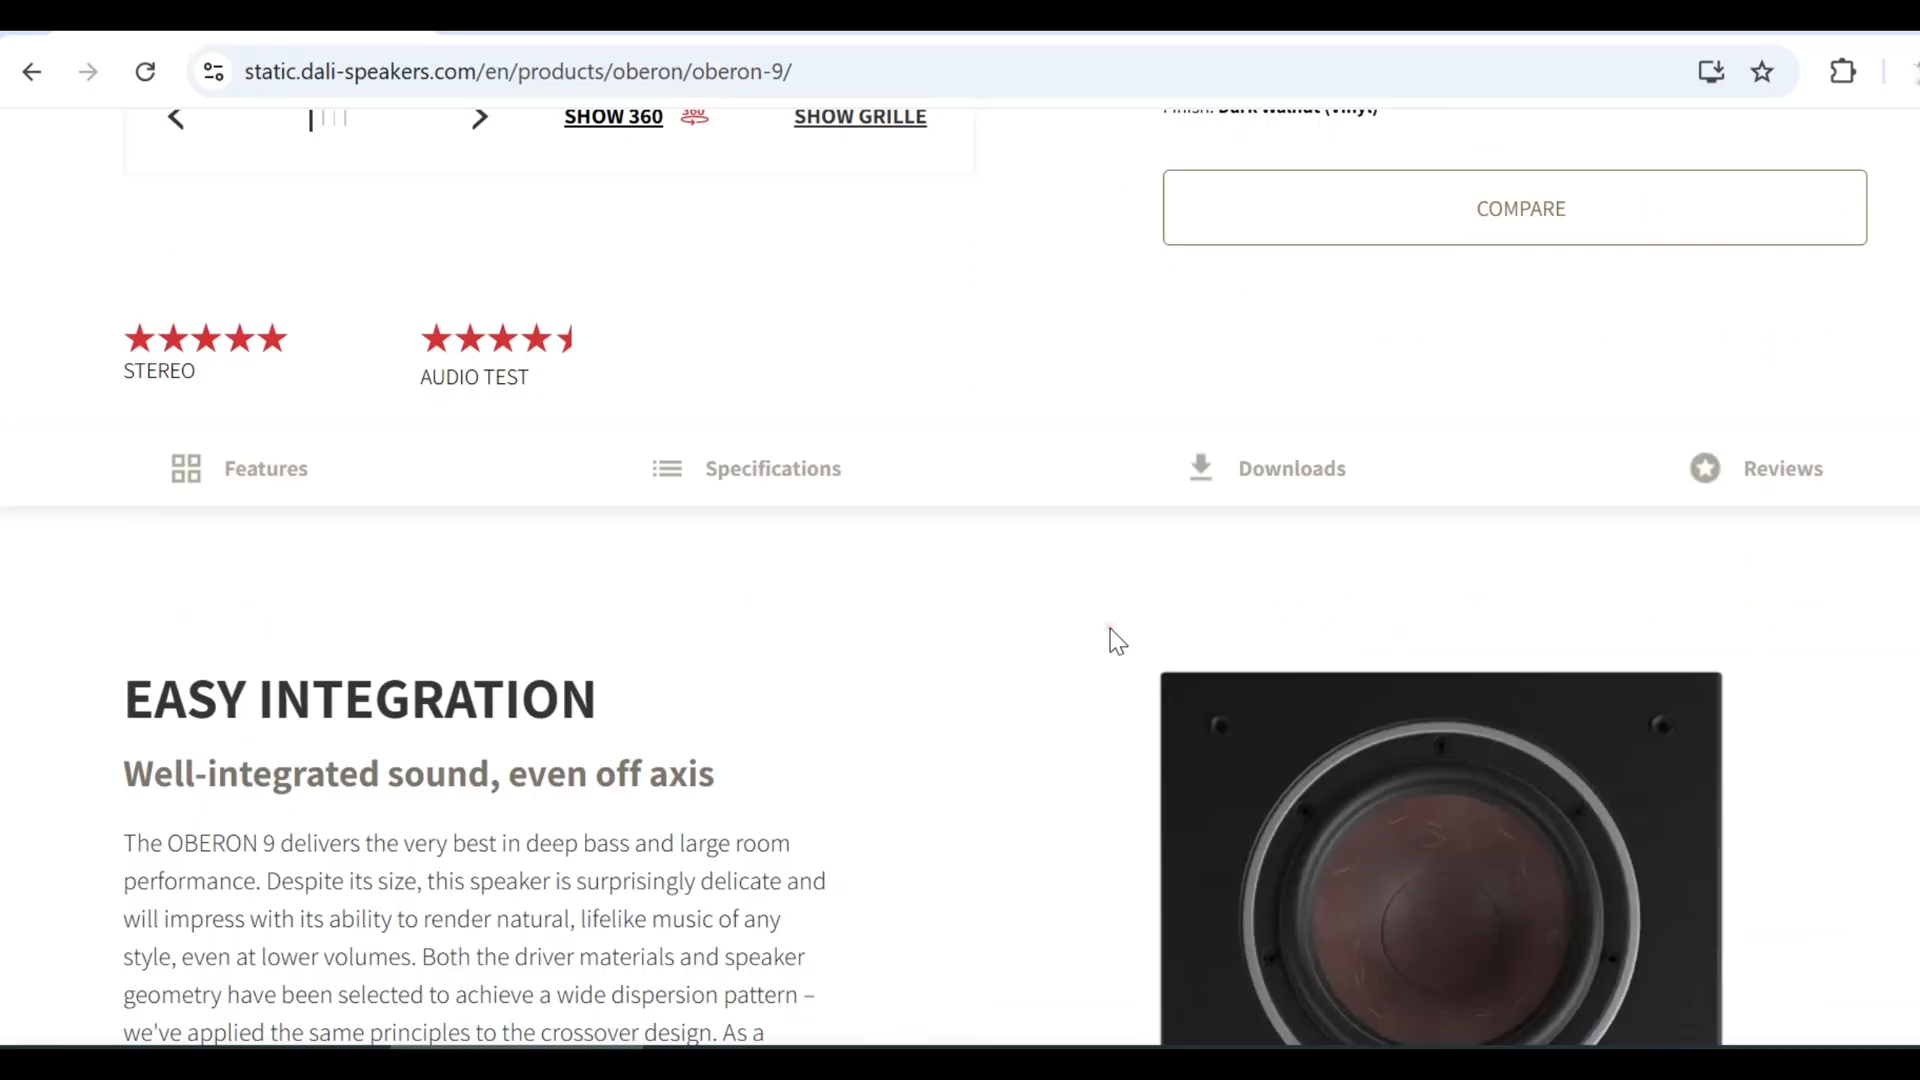 static.dali-speakers.com/en/products/oberon/oberon-9/
SHOW 360
360
SHOW GRILLE
Finish: Dark Walnut (Vinyl)
COMPARE
STEREO
AUDIO TEST
Features
Specifications
Downloads
Reviews
EASY INTEGRATION
Well-integrated sound, even off axis
The OBERON 9 delivers the very best in deep bass and large room
performance. Despite its size, this speaker is surprisingly delicate and
will impress with its ability to render natural, lifelike music of any
style, even at lower volumes. Both the driver materials and speaker
geometry have been selected to achieve a wide dispersion pattern –
we've applied the same principles to the crossover design. As a